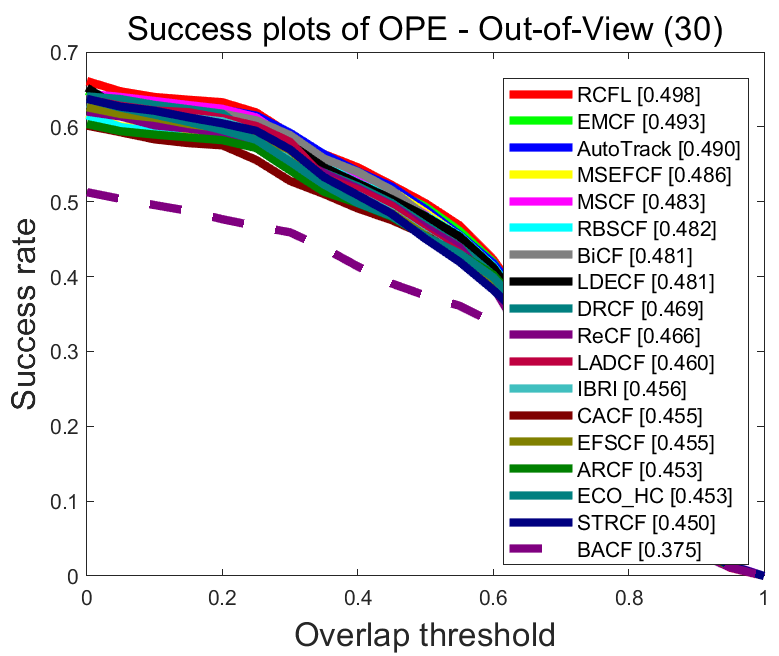 Success plots of OPE - Out-of-View (30)
0.7
0.6
0.5
0.4
0.3
0.2
0.1
0
Success rate
RCFL [0.498]
EMCF [0.493]
AutoTrack [0.490]
MSEFCF [0.486]
MSCF [0.483]
RBSCF [0.482]
BiCF [0.481]
LDECF [0.481]
DRCF [0.469]
ReCF [0.466]
LADCF [0.460]
IBRI [0.456]
CACF [0.455]
EFSCF [0.455]
ARCF [0.453]
ECO_HC [0.453]
STRCF [0.450]
BACF [0.375]
0 0.2 0.4 0.6 0.8 1
Overlap threshold